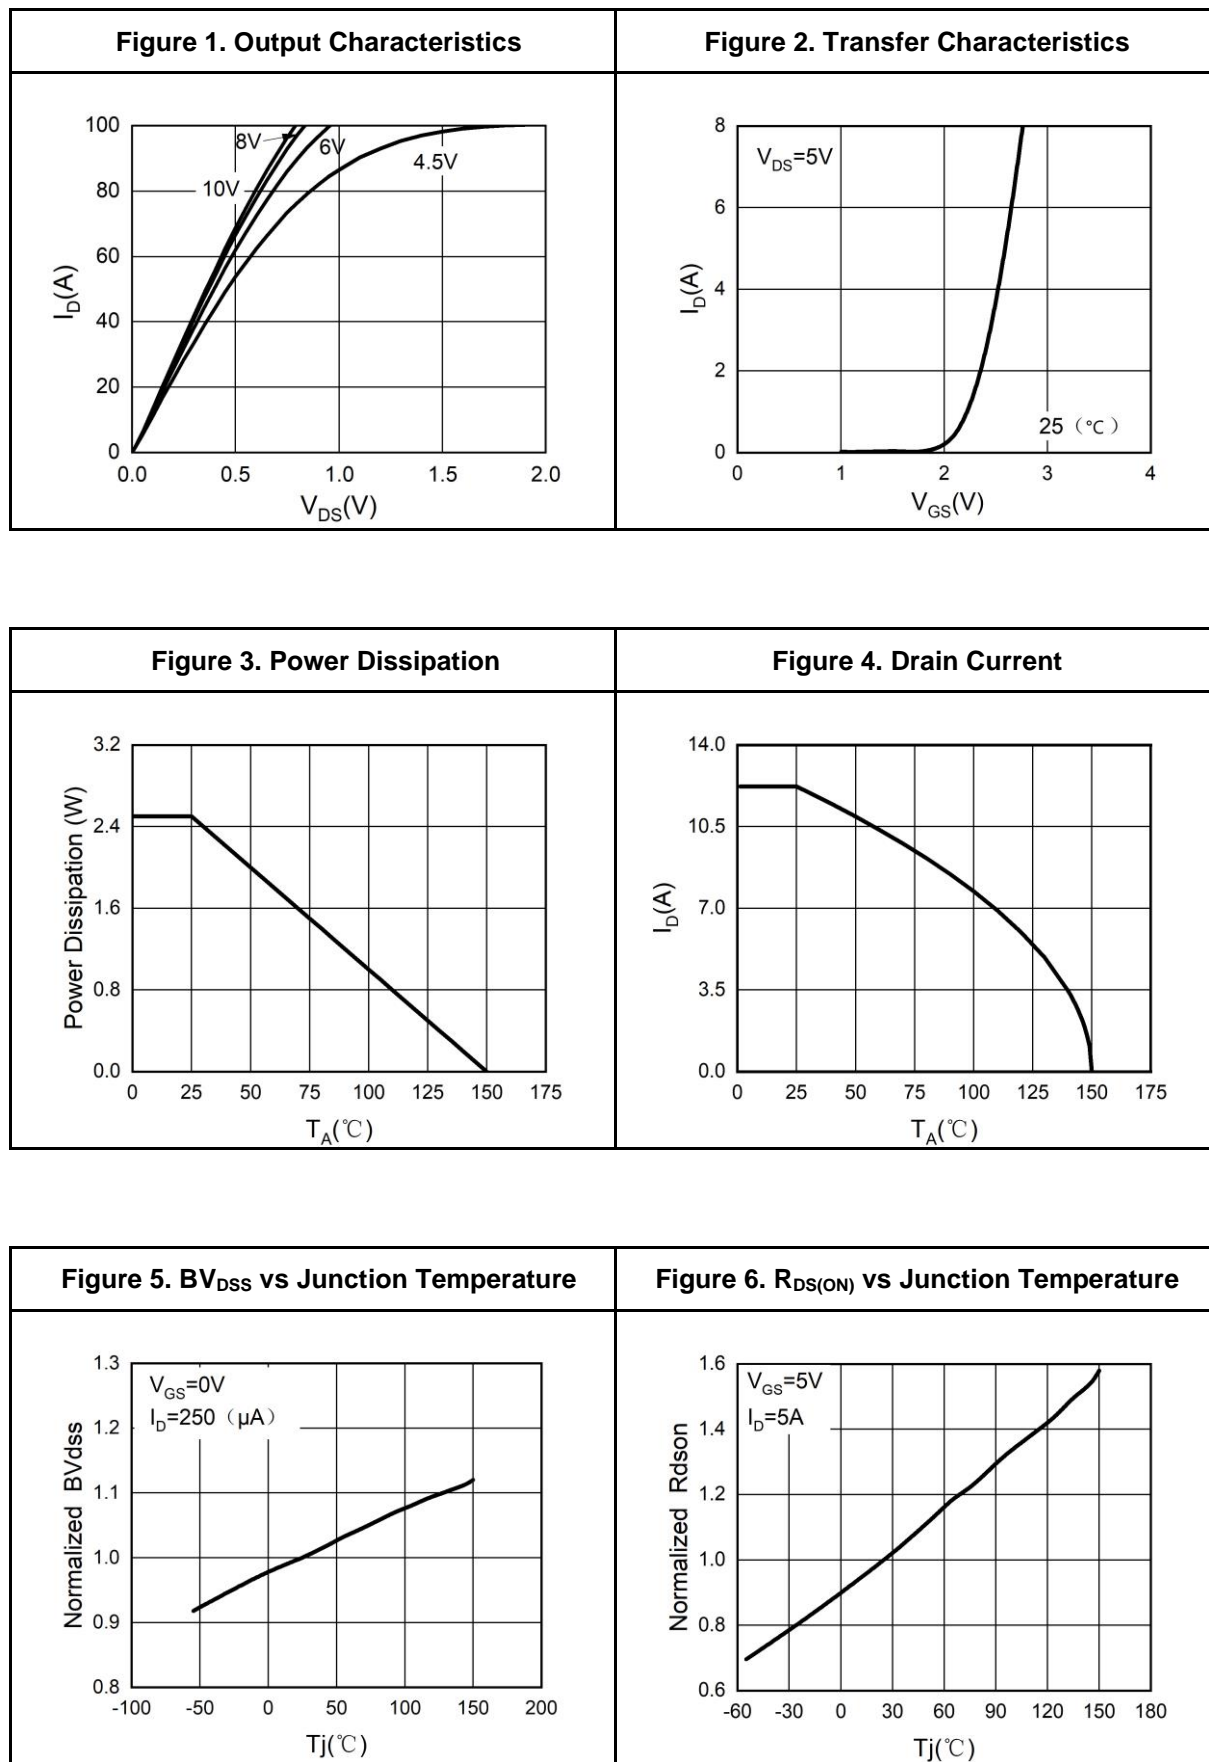 Figure 1. Output Characteristics
Figure 2. Transfer Characteristics
100
80
60
40
20
0
I_D(A)
8V
6V
4.5V
10V
0.0 0.5 1.0 1.5 2.0
V_DS(V)
8
6
4
2
0
I_D(A)
V_DS=5V
25（℃）
0 1 2 3 4
V_GS(V)
Figure 3. Power Dissipation
Figure 4. Drain Current
3.2
2.4
1.6
0.8
0.0
Power Dissipation (W)
0 25 50 75 100 125 150 175
T_A(℃)
14.0
10.5
7.0
3.5
0.0
I_D(A)
0 25 50 75 100 125 150 175
T_A(℃)
Figure 5. BV_DSS vs Junction Temperature
Figure 6. R_DS(ON) vs Junction Temperature
1.3
1.2
1.1
1.0
0.9
0.8
Normalized BVdss
V_GS=0V
I_D=250（μA）
-100 -50 0 50 100 150 200
Tj(℃)
1.6
1.4
1.2
1.0
0.8
0.6
Normalized Rdson
V_GS=5V
I_D=5A
-60 -30 0 30 60 90 120 150 180
Tj(℃)